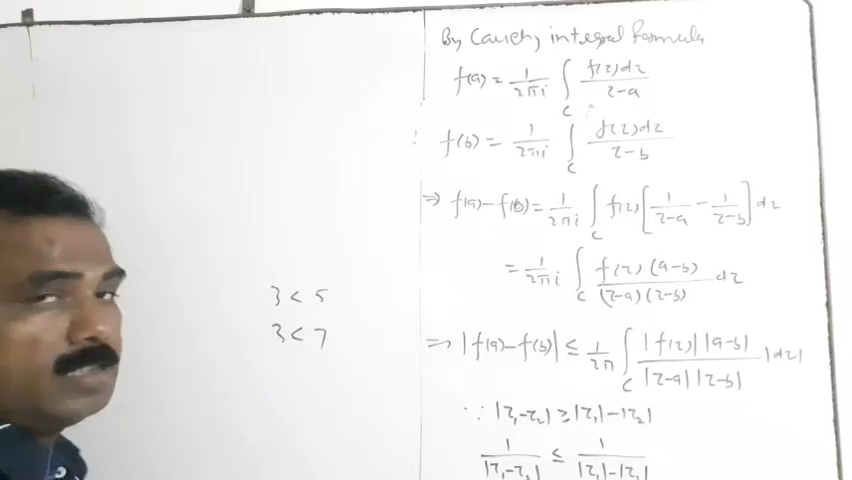 3 < 5
3 < 7
By Cauchy integral formula
f(a) = 1/2πi ∫_C f(z)dz/z-a
∴ f(b) = 1/2πi ∫_C f(z)dz/z-b
⇒ f(a)-f(b) = 1/2πi ∫_C f(z)[1/z-a - 1/z-b]dz
= 1/2πi ∫_C f(z)(a-b)/(z-a)(z-b) dz
⇒ |f(a)-f(b)| ≤ 1/2π ∫_C |f(z)||a-b|/|z-a||z-b| |dz|
∵ |z₁-z₂| ≥ |z₁|-|z₂|
1/|z₁-z₂| ≤ 1/|z₁|-|z₂|